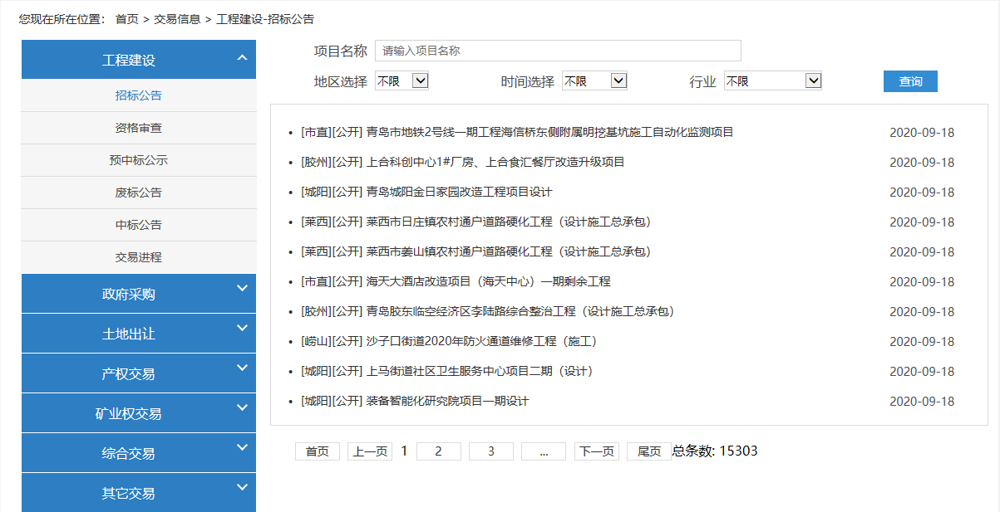 您现在所在位置： 首页 > 交易信息 > 工程建设-招标公告
工程建设
招标公告
资格审查
预中标公示
废标公告
中标公告
交易进程
政府采购
土地出让
产权交易
矿业权交易
综合交易
其它交易
项目名称 请输入项目名称
地区选择 不限 时间选择 不限 行业 不限 查询
• [市直][公开] 青岛市地铁2号线一期工程海信桥东侧附属明挖基坑施工自动化监测项目 2020-09-18
• [胶州][公开] 上合科创中心1#厂房、上合食汇餐厅改造升级项目 2020-09-18
• [城阳][公开] 青岛城阳金日家园改造工程项目设计 2020-09-18
• [莱西][公开] 莱西市日庄镇农村通户道路硬化工程（设计施工总承包） 2020-09-18
• [莱西][公开] 莱西市姜山镇农村通户道路硬化工程（设计施工总承包） 2020-09-18
• [市直][公开] 海天大酒店改造项目（海天中心）一期剩余工程 2020-09-18
• [胶州][公开] 青岛胶东临空经济区李陆路综合整治工程（设计施工总承包） 2020-09-18
• [崂山][公开] 沙子口街道2020年防火通道维修工程（施工） 2020-09-18
• [城阳][公开] 上马街道社区卫生服务中心项目二期（设计） 2020-09-18
• [城阳][公开] 装备智能化研究院项目一期设计 2020-09-18
首页 上一页 1 2 3 ... 下一页 尾页 总条数: 15303